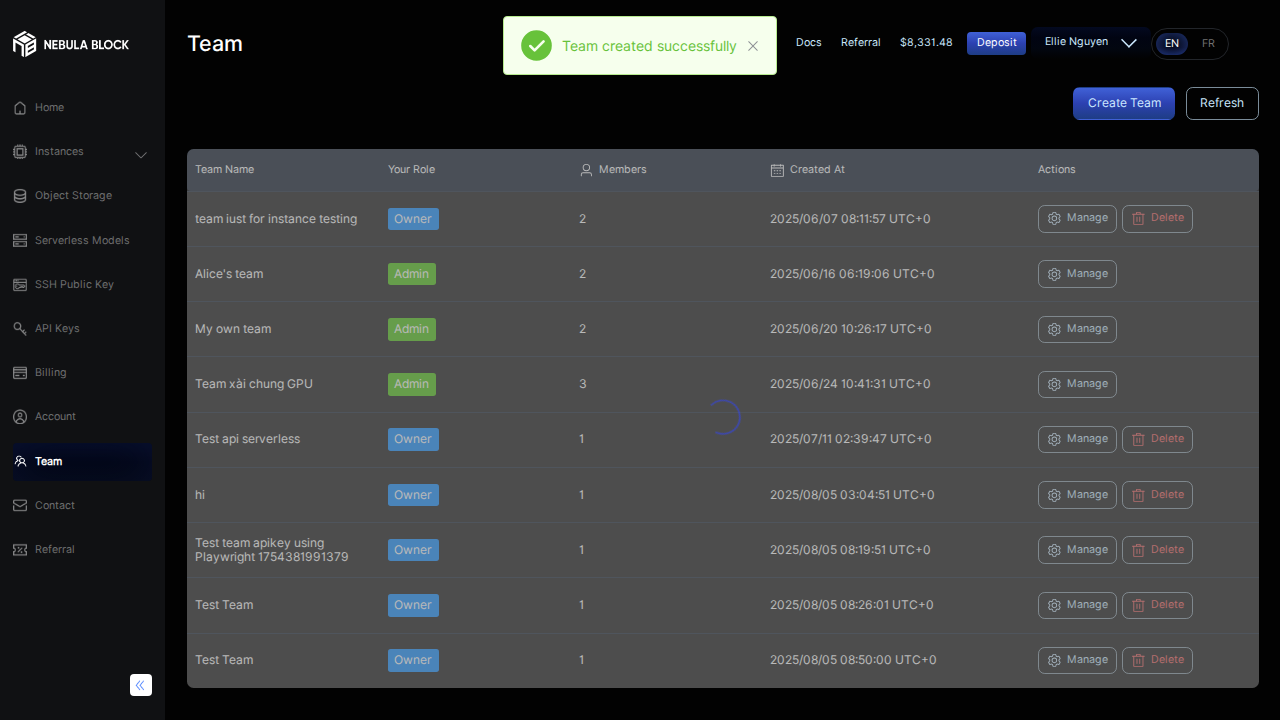 NEBULA BLOCK
Team
Team created successfully
Docs
Referral
$8,331.48
Deposit
Ellie Nguyen
EN
FR
Create Team
Refresh
Home
Instances
Object Storage
Serverless Models
SSH Public Key
API Keys
Billing
Account
Team
Contact
Referral
Team Name Your Role Members Created At Actions
team iust for instance testing Owner 2 2025/06/07 08:11:57 UTC+0 Manage Delete
Alice's team Admin 2 2025/06/16 06:19:06 UTC+0 Manage
My own team Admin 2 2025/06/20 10:26:17 UTC+0 Manage
Team xài chung GPU Admin 3 2025/06/24 10:41:31 UTC+0 Manage
Test api serverless Owner 1 2025/07/11 02:39:47 UTC+0 Manage Delete
hi Owner 1 2025/08/05 03:04:51 UTC+0 Manage Delete
Test team apikey using
Playwright 1754381991379 Owner 1 2025/08/05 08:19:51 UTC+0 Manage Delete
Test Team Owner 1 2025/08/05 08:26:01 UTC+0 Manage Delete
Test Team Owner 1 2025/08/05 08:50:00 UTC+0 Manage Delete